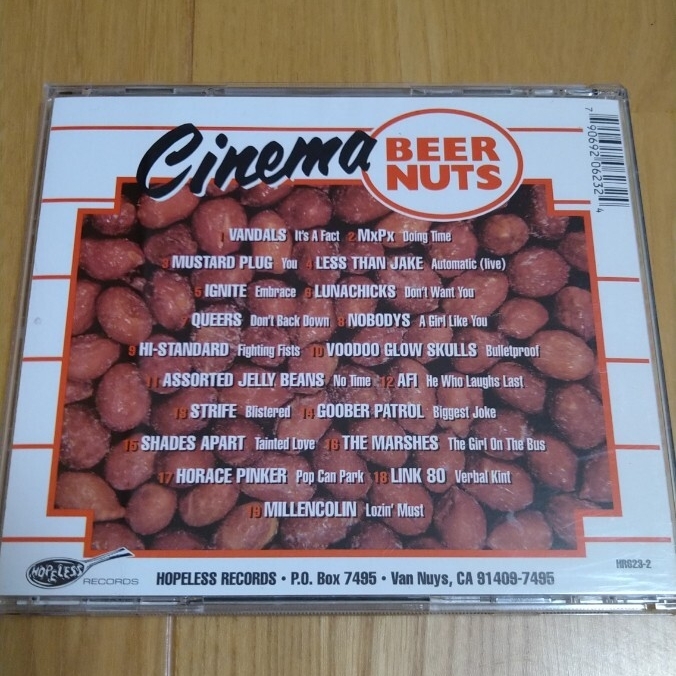 Cinema BEER NUTS
1 VANDALS It's A Fact 2 MxPx Doing Time
3 MUSTARD PLUG You 4 LESS THAN JAKE Automatic (live)
5 IGNITE Embrace 6 LUNACHICKS Don't Want You
7 QUEERS Don't Back Down 8 NOBODYS A Girl Like You
9 HI-STANDARD Fighting Fists 10 VOODOO GLOW SKULLS Bulletproof
11 ASSORTED JELLY BEANS No Time 12 AFI He Who Laughs Last
13 STRIFE Blistered 14 GOOBER PATROL Biggest Joke
15 SHADES APART Tainted Love 16 THE MARSHES The Girl On The Bus
17 HORACE PINKER Pop Can Park 18 LINK 80 Verbal Kint
19 MILLENCOLIN Lozin' Must
HOPELESS RECORDS
HOPELESS RECORDS • P.O. Box 7495 • Van Nuys, CA 91409-7495
HR623-2
7 90692 06232 4